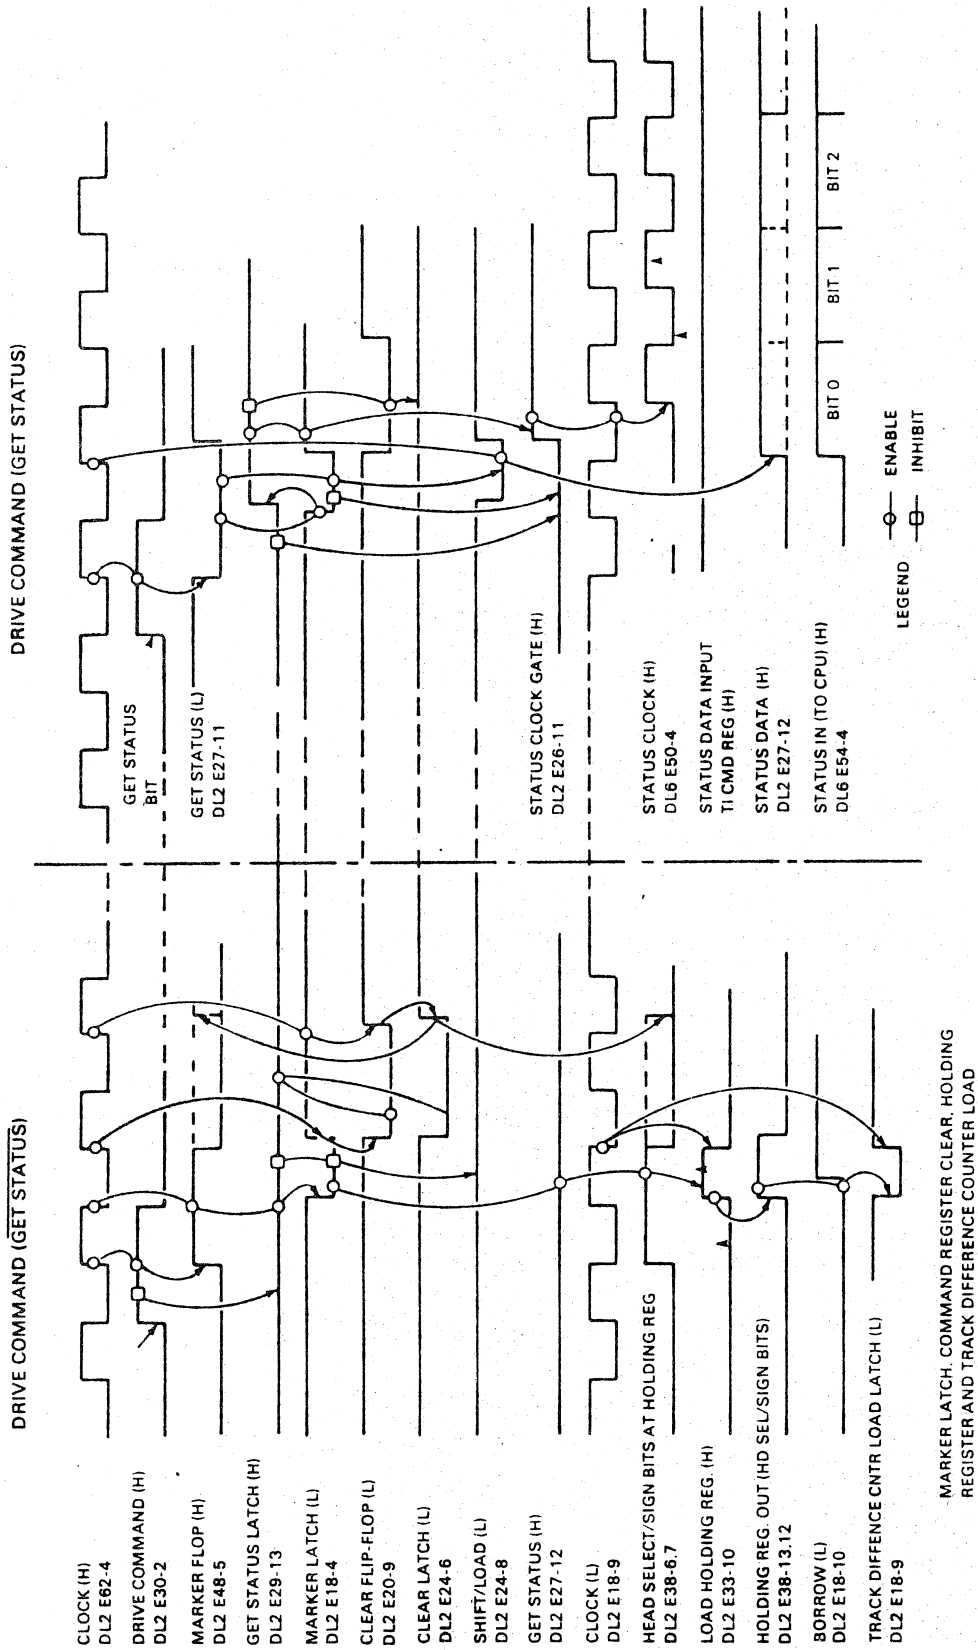 DRIVE COMMAND (GET STATUS)
DRIVE COMMAND (GET STATUS)
CLOCK (H)
DL2 E62-4
DRIVE COMMAND (H)
DL2 E30-2
MARKER FLOP (H)
DL2 E48-5
GET STATUS LATCH (H)
DL2 E29-13
MARKER LATCH (L)
DL2 E18-4
CLEAR FLIP-FLOP (L)
DL2 E20-9
CLEAR LATCH (L)
DL2 E24-6
SHIFT/LOAD (L)
DL2 E24-8
GET STATUS (H)
DL2 E27-12
CLOCK (L)
DL2 E18-9
HEAD SELECT/SIGN BITS AT HOLDING REG
DL2 E38-6.7
LOAD HOLDING REG. (H)
DL2 E33-10
HOLDING REG. OUT (HD SEL/SIGN BITS)
DL2 E38-13.12
BORROW (L)
DL2 E18-10
TRACK DIFFENCE CNTR LOAD LATCH (L)
DL2 E18-9
GET STATUS
BIT
GET STATUS (L)
DL2 E27-11
STATUS CLOCK GATE (H)
DL2 E26-11
STATUS CLOCK (H)
DL6 E50-4
STATUS DATA INPUT
TI CMD REG (H)
STATUS DATA (H)
DL2 E27-12
STATUS IN (TO CPU) (H)
DL6 E54-4
BIT 0
BIT 1
BIT 2
LEGEND
ENABLE
INHIBIT
MARKER LATCH. COMMAND REGISTER CLEAR. HOLDING
REGISTER AND TRACK DIFFERENCE COUNTER LOAD